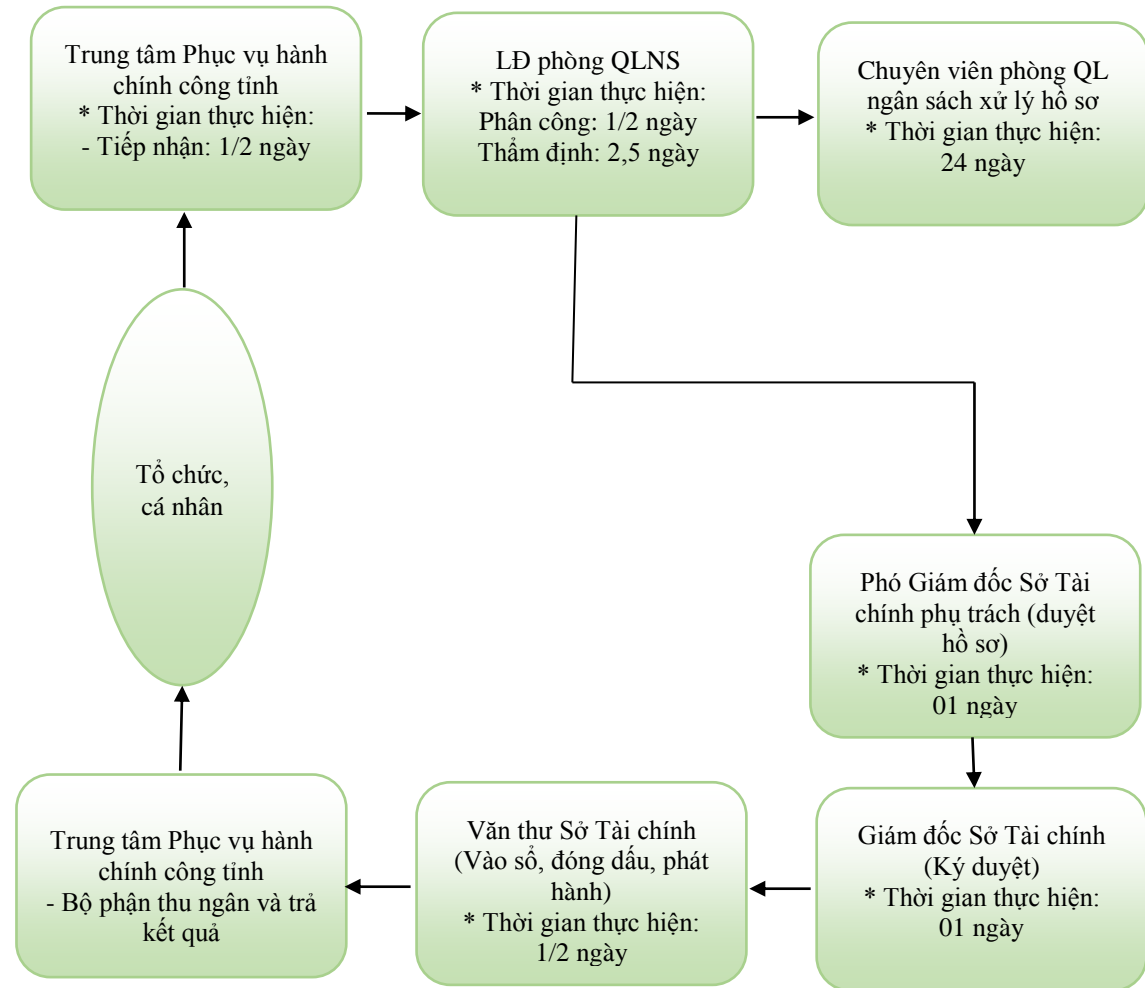 Trung tâm Phục vụ hành
chính công tỉnh
* Thời gian thực hiện:
- Tiếp nhận: 1/2 ngày
LĐ phòng QLNS
* Thời gian thực hiện:
Phân công: 1/2 ngày
Thẩm định: 2,5 ngày
Chuyên viên phòng QL
ngân sách xử lý hồ sơ
* Thời gian thực hiện:
24 ngày
Tổ chức,
cá nhân
Phó Giám đốc Sở Tài
chính phụ trách (duyệt
hồ sơ)
* Thời gian thực hiện:
01 ngày
Giám đốc Sở Tài chính
(Ký duyệt)
* Thời gian thực hiện:
01 ngày
Văn thư Sở Tài chính
(Vào sổ, đóng dấu, phát
hành)
* Thời gian thực hiện:
1/2 ngày
Trung tâm Phục vụ hành
chính công tỉnh
- Bộ phận thu ngân và trả
kết quả